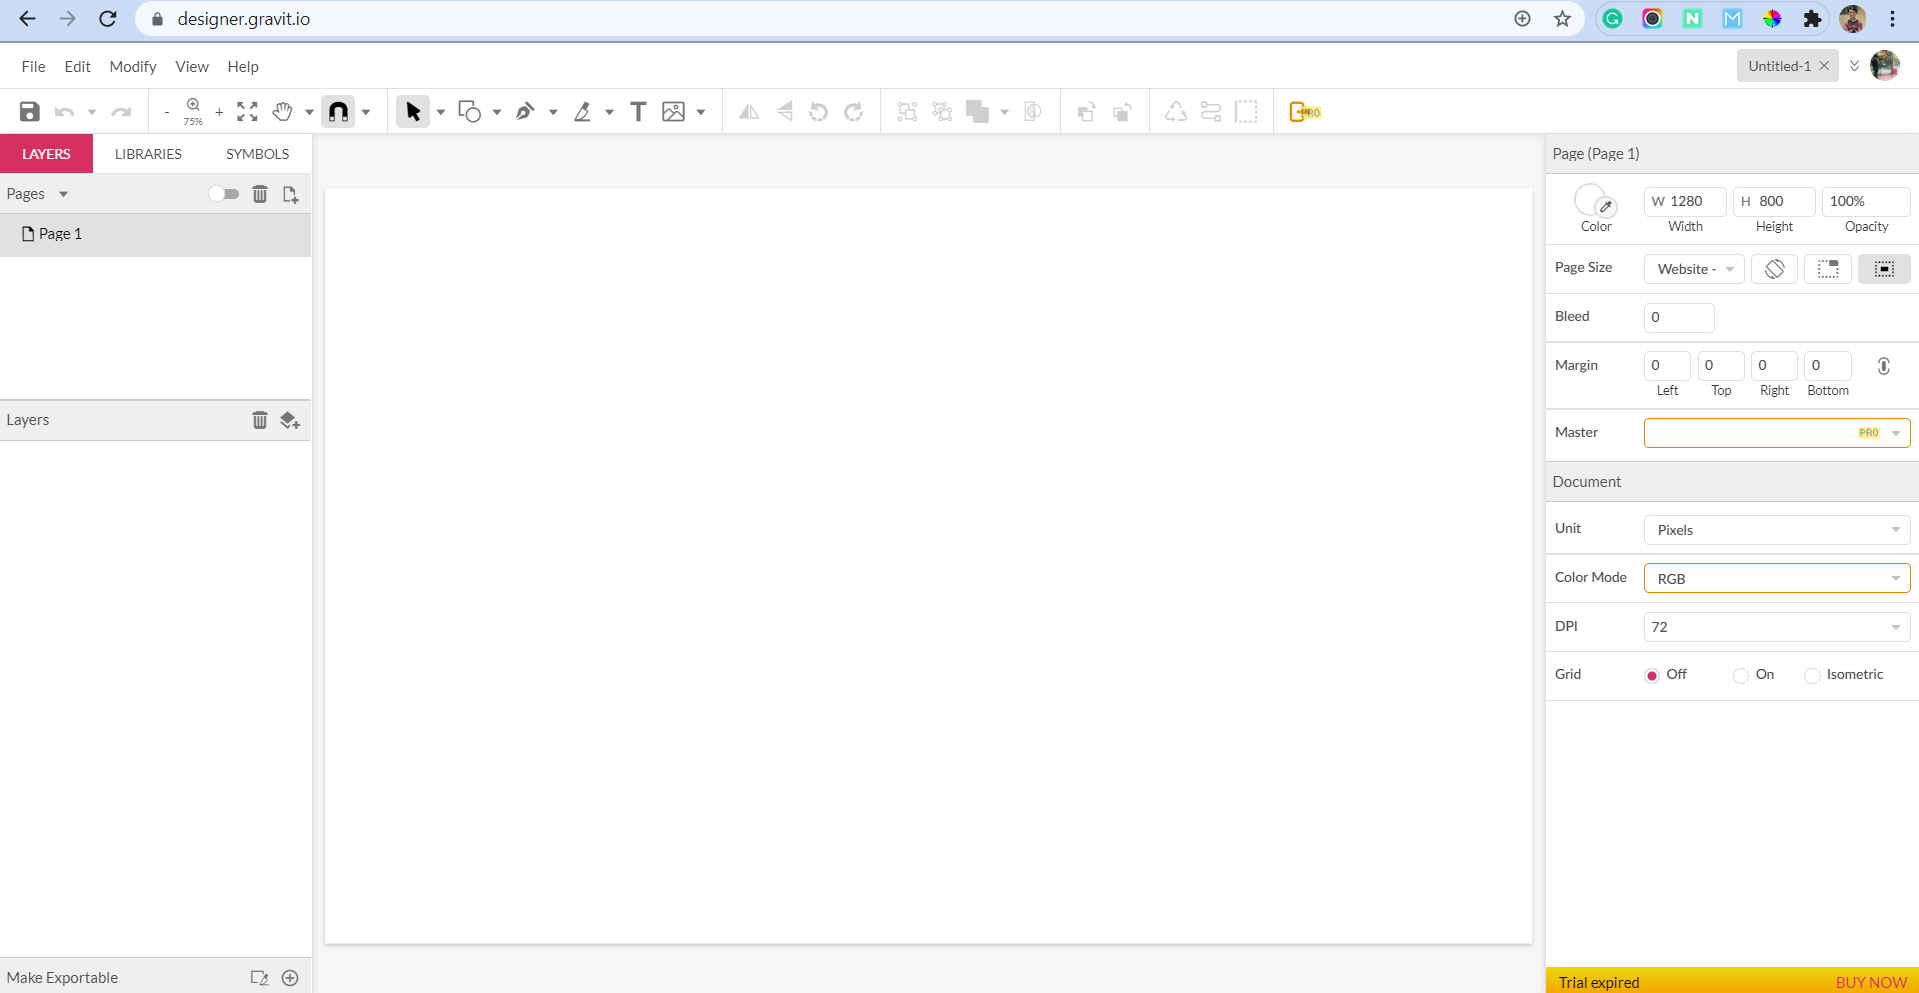 designer.gravit.io
File Edit Modify View Help
Untitled-1
- 75% +
T
PRO
LAYERS LIBRARIES SYMBOLS
Pages
Page 1
Layers
Make Exportable
Page (Page 1)
W 1280 H 800 100%
Color Width Height Opacity
Page Size Website -
Bleed 0
Margin 0 0 0 0
Left Top Right Bottom
Master PRO
Document
Unit Pixels
Color Mode RGB
DPI 72
Grid Off On Isometric
Trial expired BUY NOW